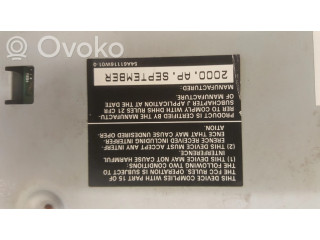 Ovoko
THIS DEVICE COMPLIES WITH PART 15 OF
THE FCC RULES OPERATION IS SUBJECT
TO THE FOLLOWING TWO CONDITIONS:
(1) THIS DEVICE MAY NOT CAUSE HARMFUL
INTERFERENCE.
(2) THIS DEVICE MUST ACCEPT ANY INTERF-
ERENCE RECEIVED INCLUDING INTERFER-
ENCE THAT MAY CAUSE UNDESIRED OPER-
ATION
PRODUCT IS CERTIFIED BY THE MANUFACTU-
RER TO COMPLY WITH DHHS RULES 21 CFR
SUBCHAPTER J APPLICATION AT THE DATE
OF MANUFACTURE.
MANUFACTURED:
2000, AP, SEPTEMBER